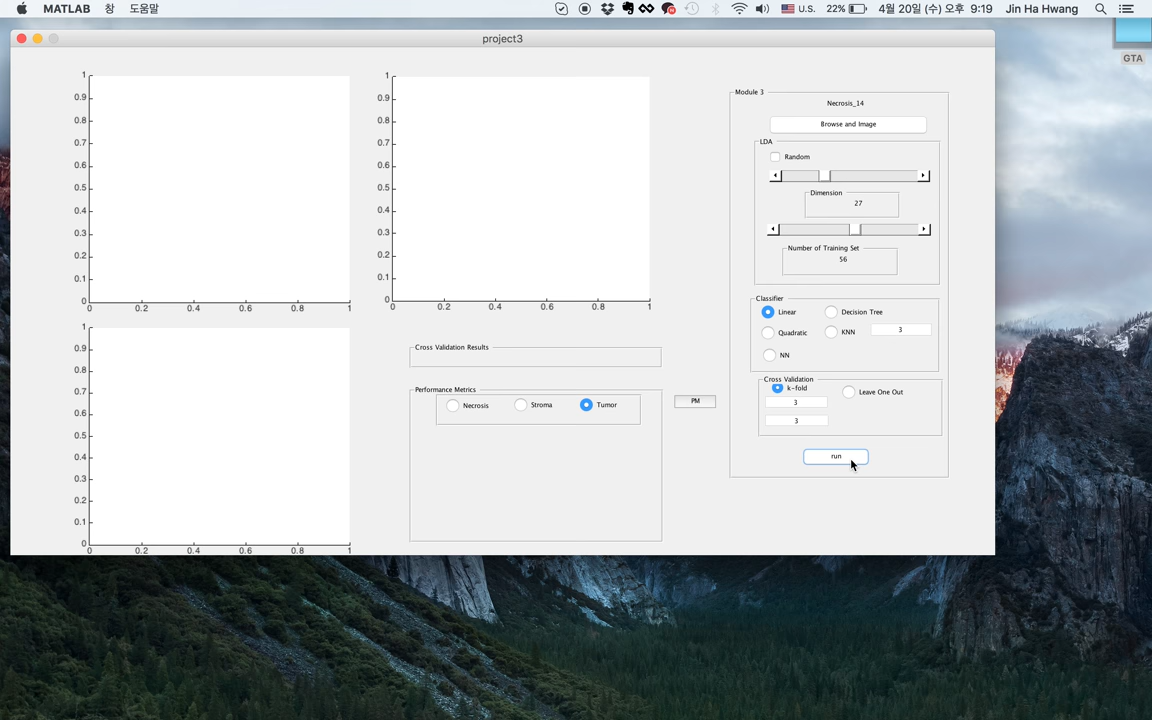 MATLAB 창 도움말
U.S. 22% 4월 20일 (수) 오후 9:19 Jin Ha Hwang
GTA
project3
1
0.9
0.8
0.7
0.6
0.5
0.4
0.3
0.2
0.1
0
0 0.2 0.4 0.6 0.8 1
1
0.9
0.8
0.7
0.6
0.5
0.4
0.3
0.2
0.1
0
0 0.2 0.4 0.6 0.8 1
1
0.9
0.8
0.7
0.6
0.5
0.4
0.3
0.2
0.1
0
0 0.2 0.4 0.6 0.8 1
Cross Validation Results
Performance Metrics
Necrosis Stroma Tumor
PM
Module 3
Necrosis_14
Browse and Image
LDA
Random
Dimension
27
Number of Training Set
56
Classifier
Linear Decision Tree
Quadratic KNN 3
NN
Cross Validation
k-fold Leave One Out
3
3
run